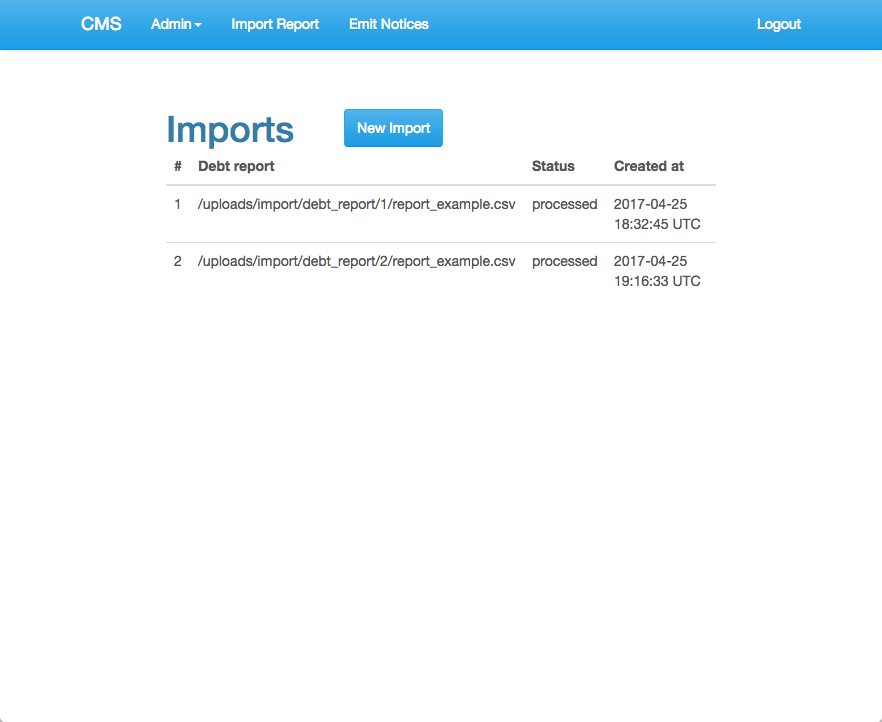 CMS Admin Import Report Emit Notices Logout
Imports New Import
# Debt report Status Created at
1 /uploads/import/debt_report/1/report_example.csv processed 2017-04-25
18:32:45 UTC
2 /uploads/import/debt_report/2/report_example.csv processed 2017-04-25
19:16:33 UTC